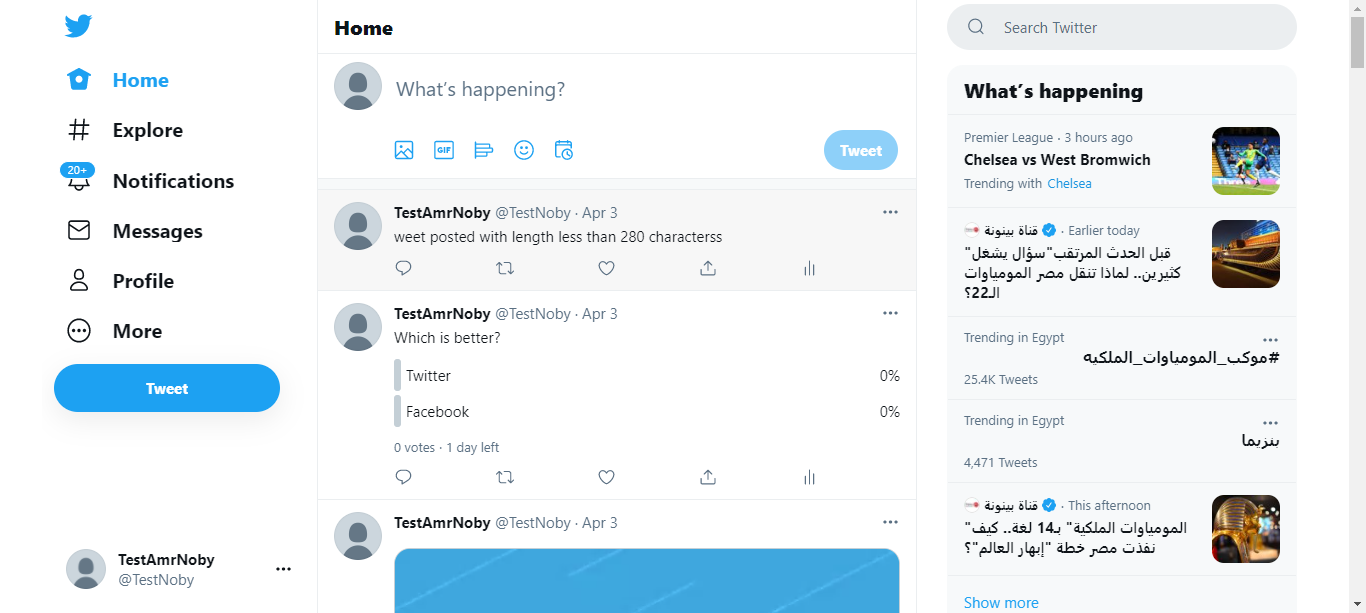 Home
Explore
20+
Notifications
Messages
Profile
More
Tweet
TestAmrNoby
@TestNoby
Home
What's happening?
GIF
Tweet
TestAmrNoby @TestNoby · Apr 3
weet posted with length less than 280 characterss
TestAmrNoby @TestNoby · Apr 3
Which is better?
Twitter 0%
Facebook 0%
0 votes · 1 day left
TestAmrNoby @TestNoby · Apr 3
Search Twitter
What's happening
Premier League · 3 hours ago
Chelsea vs West Bromwich
Trending with Chelsea
قناة بينونة · Earlier today
قبل الحدث المرتقب"سؤال يشغل"
كثيرين.. لماذا تنقل مصر المومياوات
الـ22؟
Trending in Egypt
#موكب_المومياوات_الملكيه
25.4K Tweets
Trending in Egypt
بنزيما
4,471 Tweets
قناة بينونة · This afternoon
المومياوات الملكية" بـ14 لغة.. كيف"
نفذت مصر خطة "إبهار العالم"؟
Show more